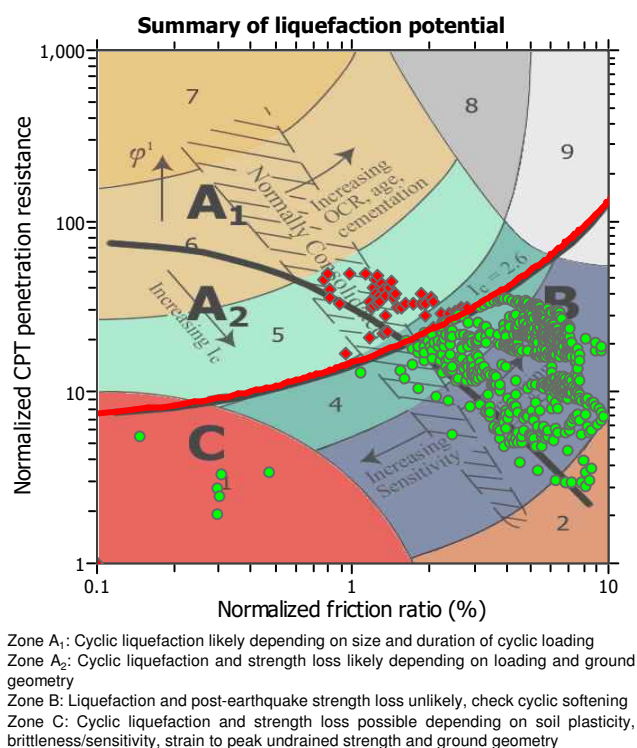 Summary of liquefaction potential
1,000
7
8
9
φ¹
Increasing
OCR, age,
cementation
Normally Consolidated
A₁
100
6
Ic = 2.6
A₂
B
Increasing Ic
5
10
4
C
Increasing
Sensitivity
1
2
1
0.1
1
10
Normalized CPT penetration resistance
Normalized friction ratio (%)
Zone A₁: Cyclic liquefaction likely depending on size and duration of cyclic loading
Zone A₂: Cyclic liquefaction and strength loss likely depending on loading and ground
geometry
Zone B: Liquefaction and post-earthquake strength loss unlikely, check cyclic softening
Zone C: Cyclic liquefaction and strength loss possible depending on soil plasticity,
brittleness/sensitivity, strain to peak undrained strength and ground geometry